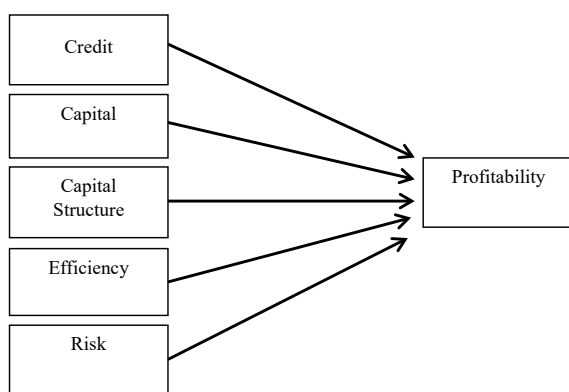 Credit
Capital
Capital
Structure
Efficiency
Risk
Profitability